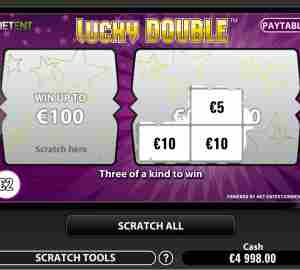 NETENT
LUCKY DOUBLE™
PAYTABL
WIN UP TO
€100
Scratch here
€5
€10 €10
Three of a kind to win
€2
POWERED BY NET ENTERTAINMENT
SCRATCH ALL
SCRATCH TOOLS
?
Cash
€4 998.00